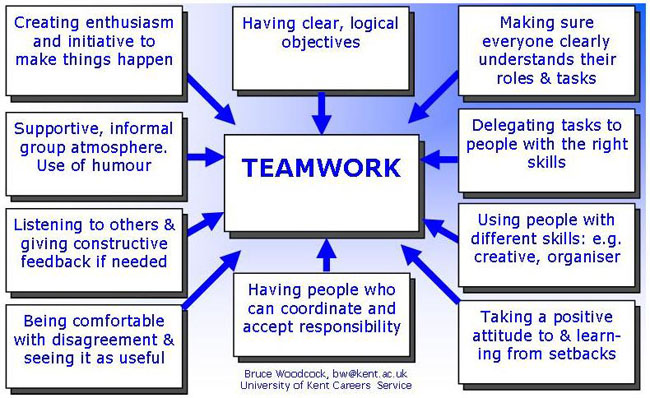 Creating enthusiasm
and initiative to
make things happen
Having clear, logical
objectives
Making sure
everyone clearly
understands their
roles & tasks
Supportive, informal
group atmosphere.
Use of humour
TEAMWORK
Delegating tasks to
people with the right
skills
Listening to others &
giving constructive
feedback if needed
Using people with
different skills: e.g.
creative, organiser
Being comfortable
with disagreement &
seeing it as useful
Having people who
can coordinate and
accept responsibility
Taking a positive
attitude to & learn-
ing from setbacks
Bruce Woodcock, bw@kent.ac.uk
University of Kent Careers Service